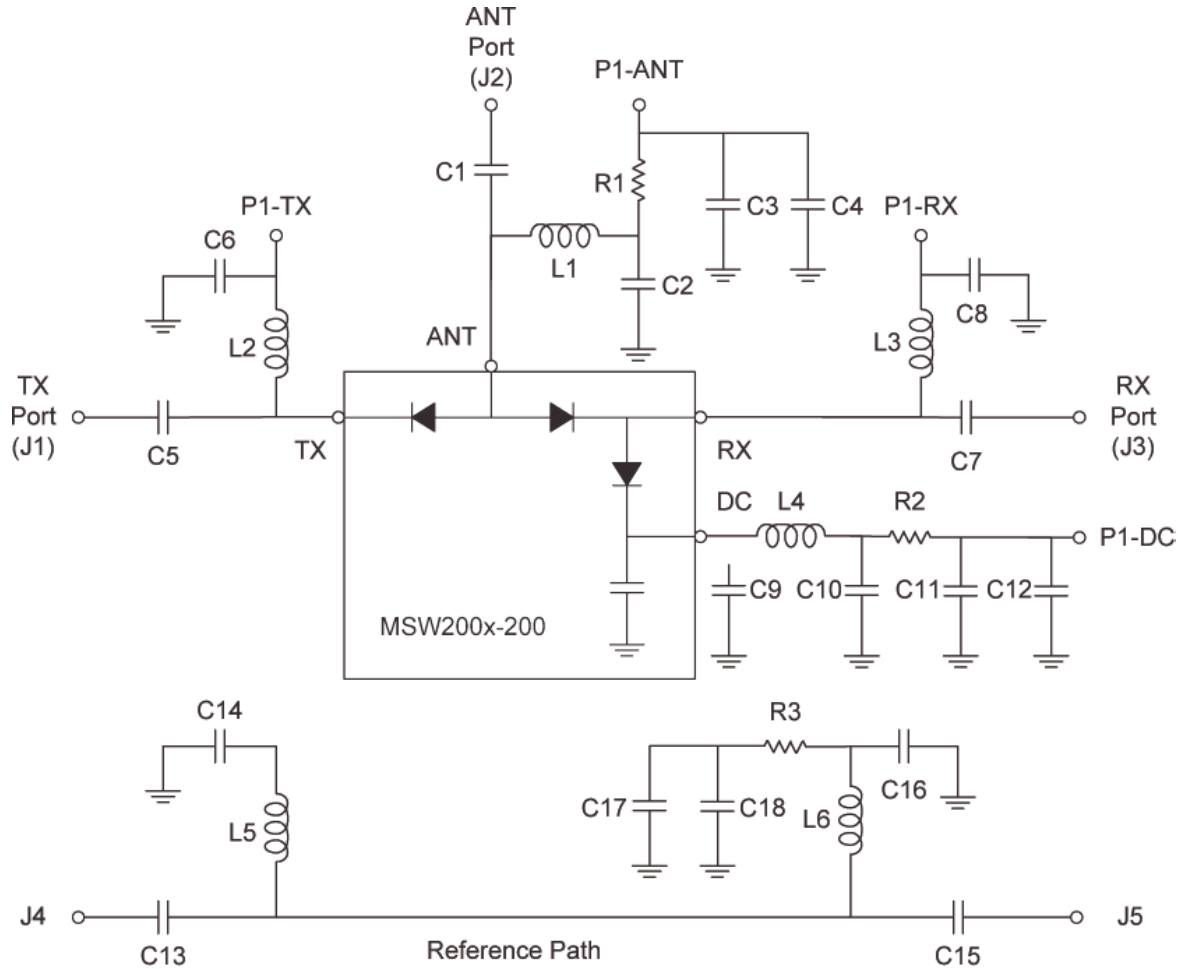 ANT
Port
(J2)
P1-ANT
C1
R1
C3
C4
P1-TX
P1-RX
C6
L1
C2
C8
L2
ANT
L3
TX
Port
(J1)
RX
Port
(J3)
C5
TX
RX
C7
DC
L4
R2
P1-DC
C9
C10
C11
C12
MSW200x-200
C14
R3
C16
C17
C18
L6
L5
J4
J5
C13
Reference Path
C15